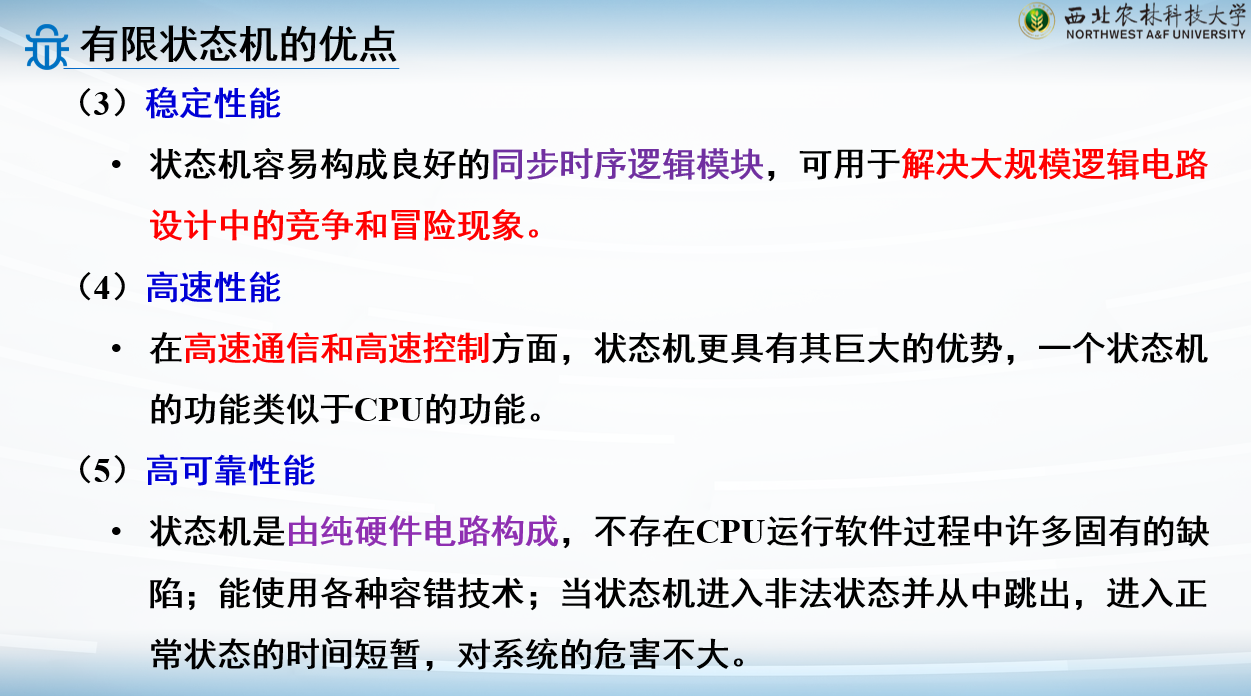 有限状态机的优点
西北农林科技大学
NORTHWEST A&F UNIVERSITY
（3）稳定性能
• 状态机容易构成良好的同步时序逻辑模块，可用于解决大规模逻辑电路
设计中的竞争和冒险现象。
（4）高速性能
• 在高速通信和高速控制方面，状态机更具有其巨大的优势，一个状态机
的功能类似于CPU的功能。
（5）高可靠性能
• 状态机是由纯硬件电路构成，不存在CPU运行软件过程中许多固有的缺
陷；能使用各种容错技术；当状态机进入非法状态并从中跳出，进入正
常状态的时间短暂，对系统的危害不大。